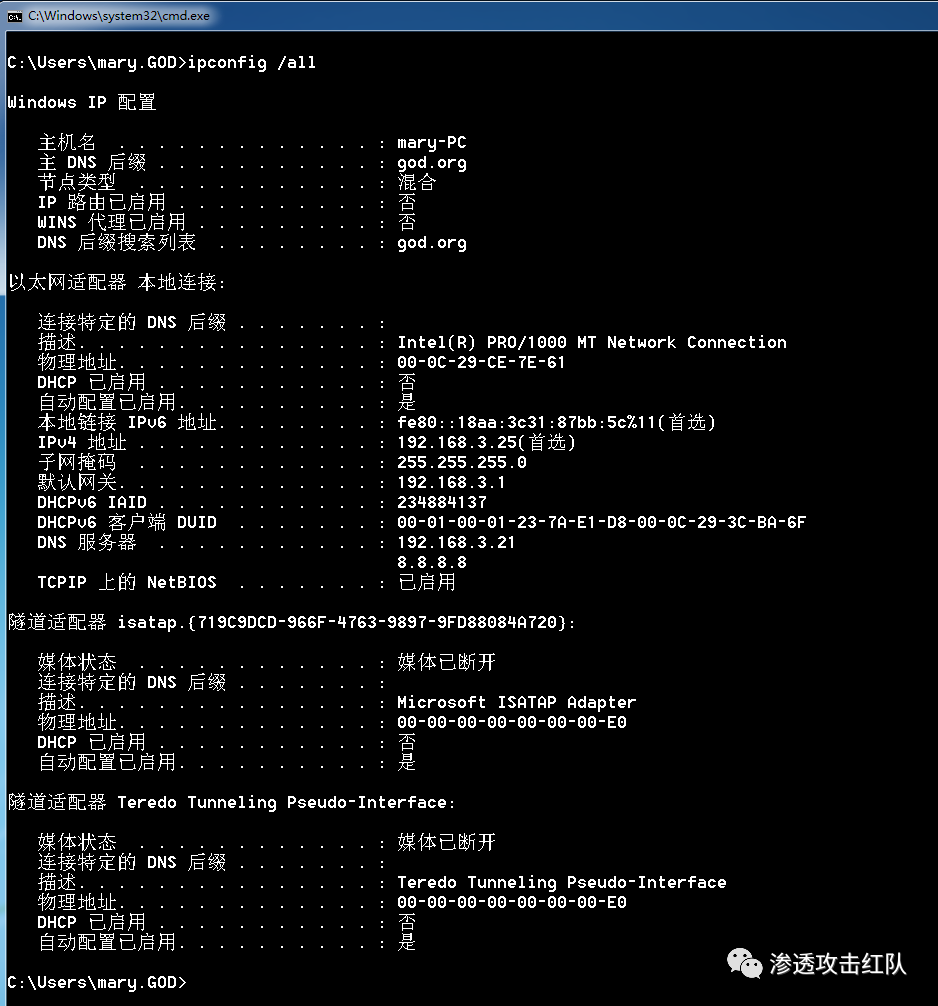 C:\Windows\system32\cmd.exe
C:\Users\mary.GOD>ipconfig /all
Windows IP 配置
主机名 . . . . . . . . . . . . . : mary-PC
主 DNS 后缀 . . . . . . . . . . . : god.org
节点类型 . . . . . . . . . . . . : 混合
IP 路由已启用 . . . . . . . . . . : 否
WINS 代理已启用 . . . . . . . . . : 否
DNS 后缀搜索列表 . . . . . . . . : god.org
以太网适配器 本地连接:
连接特定的 DNS 后缀 . . . . . . . :
描述. . . . . . . . . . . . . . . : Intel(R) PRO/1000 MT Network Connection
物理地址. . . . . . . . . . . . . : 00-0C-29-CE-7E-61
DHCP 已启用 . . . . . . . . . . . : 否
自动配置已启用. . . . . . . . . . : 是
本地链接 IPv6 地址. . . . . . . . : fe80::18aa:3c31:87bb:5c%11(首选)
IPv4 地址 . . . . . . . . . . . . : 192.168.3.25(首选)
子网掩码 . . . . . . . . . . . . : 255.255.255.0
默认网关. . . . . . . . . . . . . : 192.168.3.1
DHCPv6 IAID . . . . . . . . . . . : 234884137
DHCPv6 客户端 DUID . . . . . . . : 00-01-00-01-23-7A-E1-D8-00-0C-29-3C-BA-6F
DNS 服务器 . . . . . . . . . . . : 192.168.3.21
8.8.8.8
TCPIP 上的 NetBIOS . . . . . . . : 已启用
隧道适配器 isatap.{719C9DCD-966F-4763-9897-9FD88084A720}:
媒体状态 . . . . . . . . . . . . : 媒体已断开
连接特定的 DNS 后缀 . . . . . . . :
描述. . . . . . . . . . . . . . . : Microsoft ISATAP Adapter
物理地址. . . . . . . . . . . . . : 00-00-00-00-00-00-00-E0
DHCP 已启用 . . . . . . . . . . . : 否
自动配置已启用. . . . . . . . . . : 是
隧道适配器 Teredo Tunneling Pseudo-Interface:
媒体状态 . . . . . . . . . . . . : 媒体已断开
连接特定的 DNS 后缀 . . . . . . . :
描述. . . . . . . . . . . . . . . : Teredo Tunneling Pseudo-Interface
物理地址. . . . . . . . . . . . . : 00-00-00-00-00-00-00-E0
DHCP 已启用 . . . . . . . . . . . : 否
自动配置已启用. . . . . . . . . . : 是
渗透攻击红队
C:\Users\mary.GOD>